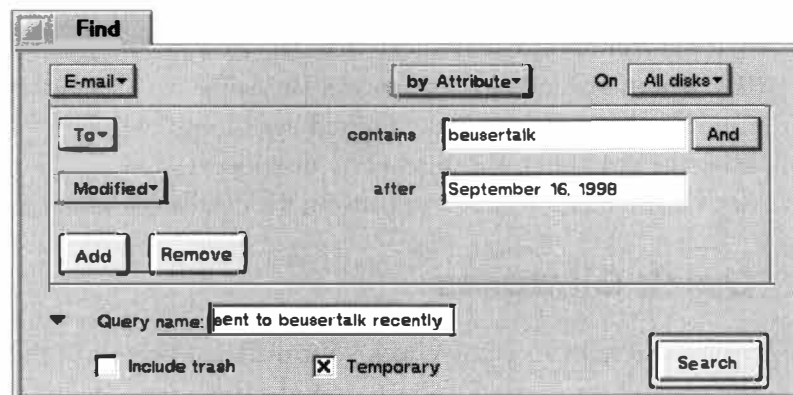 Find
E-mail by Attribute On All disks
To contains beusertalk And
Modified after September 16, 1998
Add Remove
Query name: sent to beusertalk recently
Include trash Temporary Search